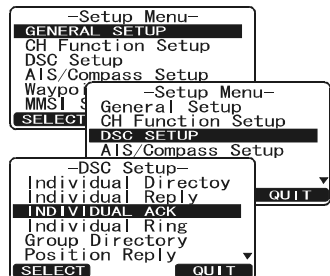 -Setup Menu-
GENERAL SETUP
CH Function Setup
DSC Setup
AIS/Compass Setup
Waypo
MMSI S
SELECT
-Setup Menu-
General Setup
CH Function Setup
DSC SETUP
AIS/Compass Setup
QUIT
-DSC Setup-
Individual Directoy
Individual Reply
INDIVIDUAL ACK
Individual Ring
Group Directory
Position Reply
SELECT QUIT